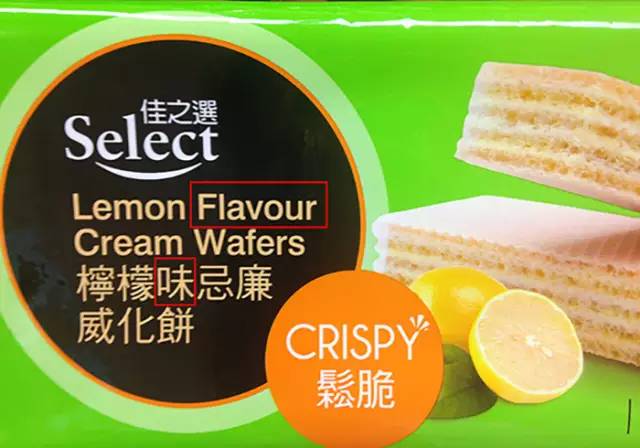 佳之選
Select
Lemon Flavour
Cream Wafers
檸檬味忌廉
威化餅
CRISPY
鬆脆